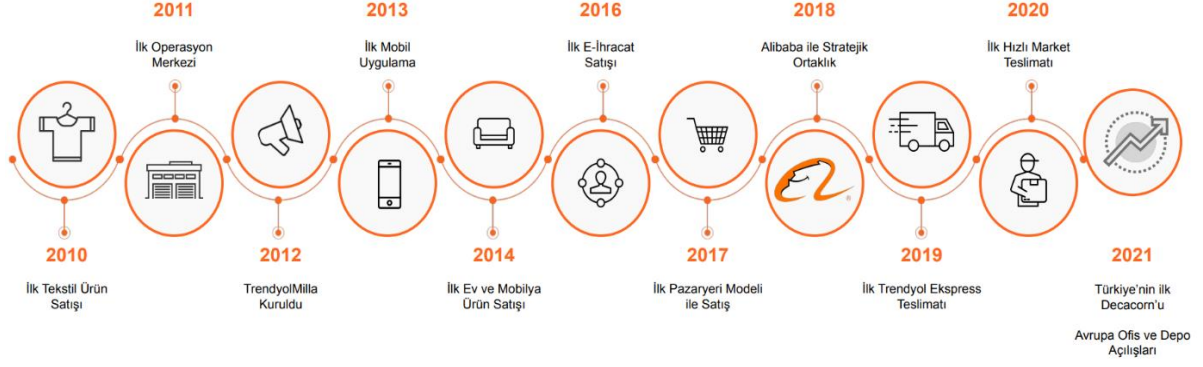 2011
İlk Operasyon
Merkezi
2013
İlk Mobil
Uygulama
2016
İlk E-İhracat
Satışı
2018
Alibaba ile Stratejik
Ortaklık
2020
İlk Hızlı Market
Teslimatı
2010
İlk Tekstil Ürün
Satışı
2012
TrendyolMilla
Kuruldu
2014
İlk Ev ve Mobilya
Ürün Satışı
2017
İlk Pazaryeri Modeli
ile Satış
2019
İlk Trendyol Ekspress
Teslimatı
2021
Türkiye'nin ilk
Decacorn'u
Avrupa Ofis ve Depo
Açılışları